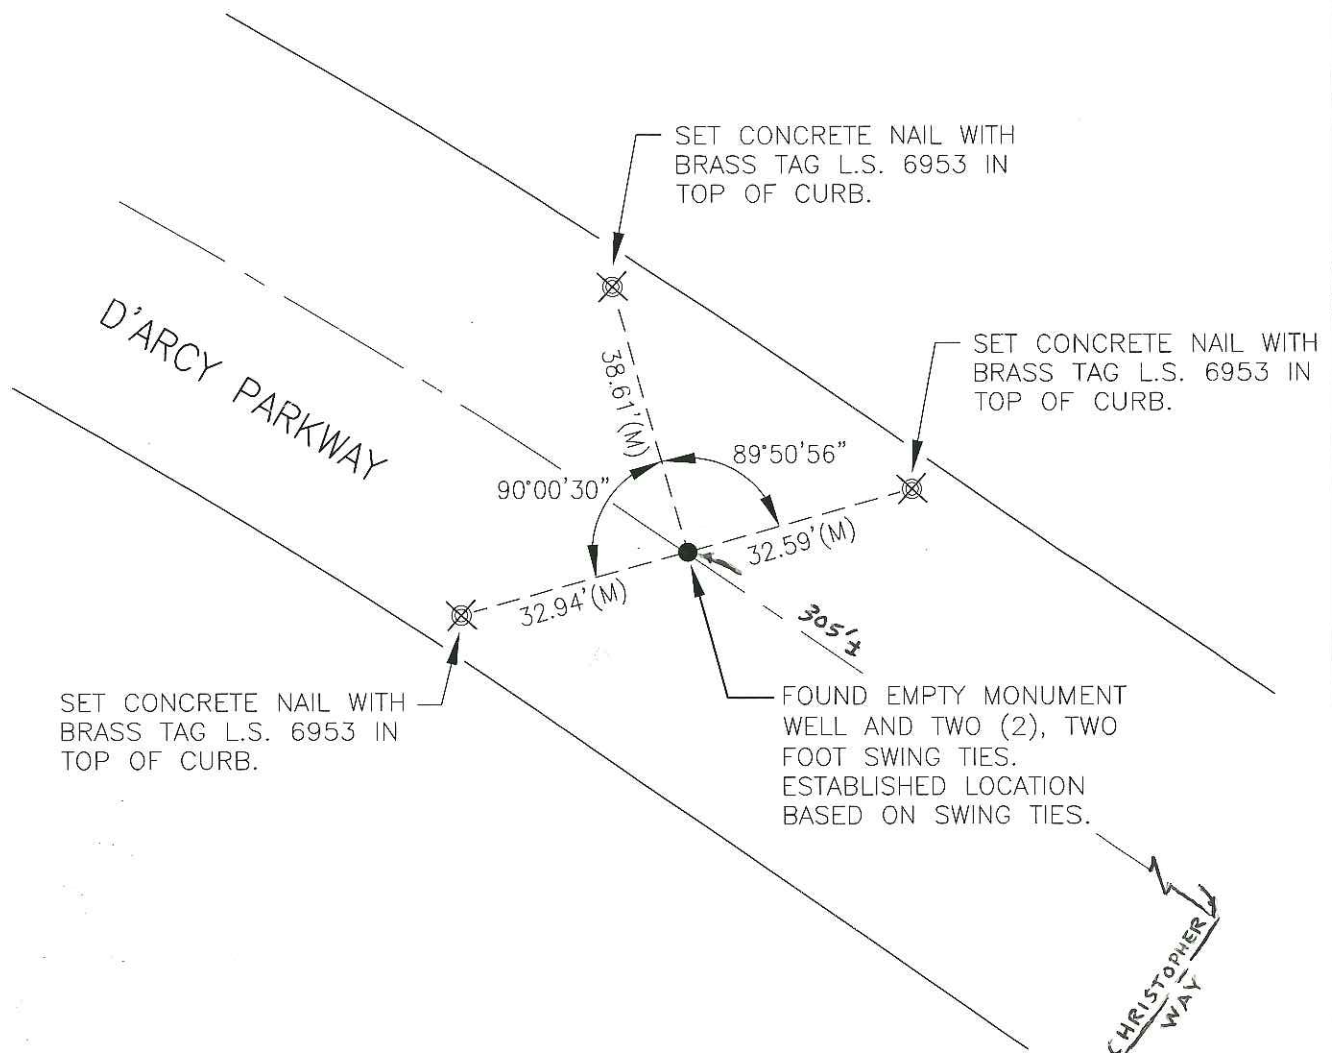 SET CONCRETE NAIL WITH
BRASS TAG L.S. 6953 IN
TOP OF CURB.
SET CONCRETE NAIL WITH
BRASS TAG L.S. 6953 IN
TOP OF CURB.
D'ARCY PARKWAY
38.61'(M)
89°50'56"
90°00'30"
32.59'(M)
32.94'(M)
305'±
SET CONCRETE NAIL WITH
BRASS TAG L.S. 6953 IN
TOP OF CURB.
FOUND EMPTY MONUMENT
WELL AND TWO (2), TWO
FOOT SWING TIES.
ESTABLISHED LOCATION
BASED ON SWING TIES.
CHRISTOPHER
WAY